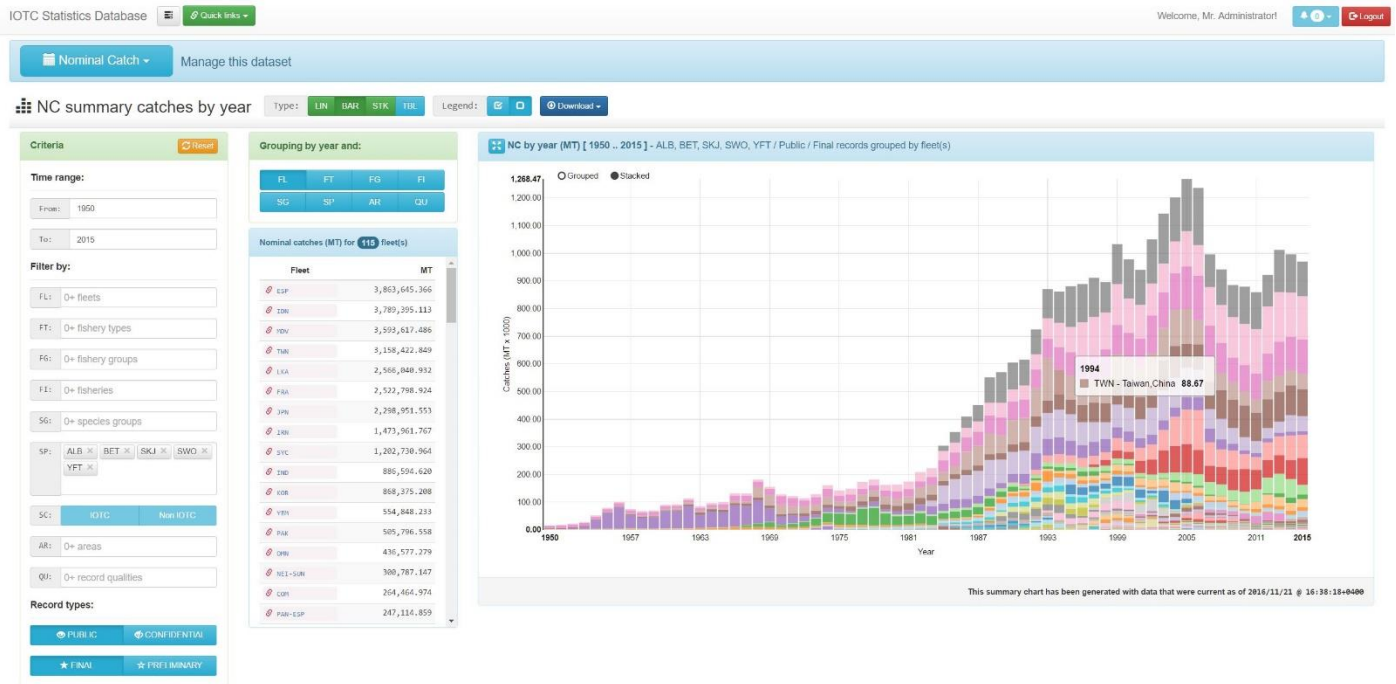 IOTC Statistics Database
Quick links
Welcome, Mr. Administrator!
0
Logout
Nominal Catch
Manage this dataset
NC summary catches by year
Type: LIN BAR STK TBL
Legend:
Download
Criteria
Reset
Time range:
From: 1950
To: 2015
Filter by:
FL: 0+ fleets
FT: 0+ fishery types
FG: 0+ fishery groups
FI: 0+ fisheries
SG: 0+ species groups
SP: ALB × BET × SKJ × SWO ×
YFT ×
SC: IOTC Non IOTC
AR: 0+ areas
QU: 0+ record qualities
Record types:
PUBLIC CONFIDENTIAL
FINAL PRELIMINARY
Grouping by year and:
FL FT FG FI
SG SP AR QU
Nominal catches (MT) for 115 fleet(s)
Fleet MT
ESP 3,863,645.366
IDN 3,789,395.113
MDV 3,593,617.486
TWN 3,158,422.849
LKA 2,566,040.932
FRA 2,522,798.924
JPN 2,298,951.553
IRN 1,473,961.767
SYC 1,202,730.964
IND 886,594.620
EUR 868,375.208
YEM 554,848.233
PAK 505,796.558
OMN 436,577.279
NEI-SUN 300,787.147
COM 264,464.974
PAN-ESP 247,114.859
NC by year (MT) [ 1950 .. 2015 ] - ALB, BET, SKJ, SWO, YFT / Public / Final records grouped by fleet(s)
Grouped Stacked
1,268.47
1,200.00
1,100.00
1,000.00
900.00
800.00
700.00
600.00
500.00
400.00
300.00
200.00
100.00
0.00
Catches (MT x 1000)
1994
TWN - Taiwan,China 88.67
1950 1957 1963 1969 1975 1981 1987 1993 1999 2005 2011 2015
Year
This summary chart has been generated with data that were current as of 2016/11/21 @ 16:38:18+0400